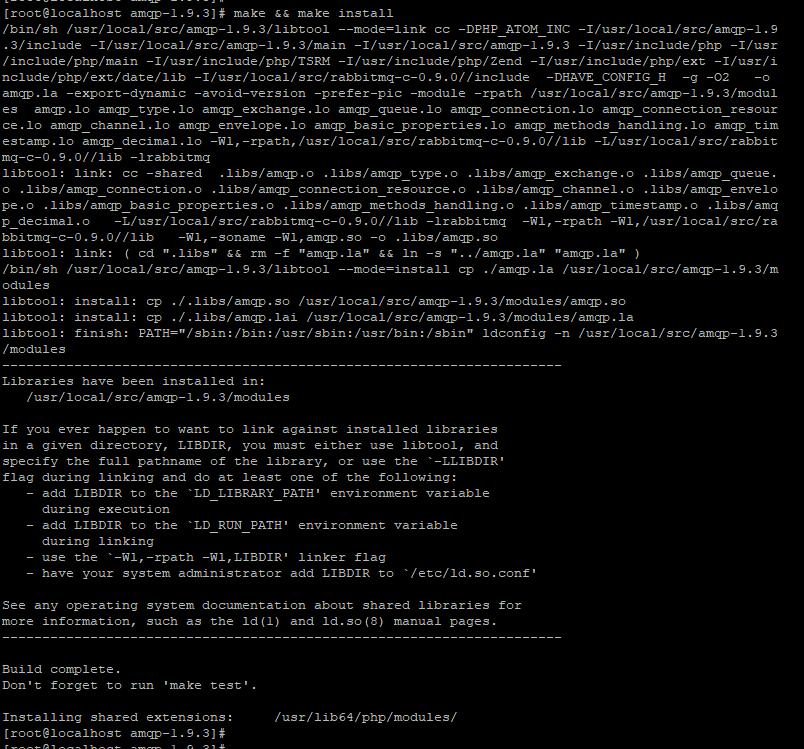 [root@localhost amqp-1.9.3]# make && make install
/bin/sh /usr/local/src/amqp-1.9.3/libtool --mode=link cc -DPHP_ATOM_INC -I/usr/local/src/amqp-1.9
.3/include -I/usr/local/src/amqp-1.9.3/main -I/usr/local/src/amqp-1.9.3 -I/usr/include/php -I/usr
/include/php/main -I/usr/include/php/TSRM -I/usr/include/php/Zend -I/usr/include/php/ext -I/usr/i
nclude/php/ext/date/lib -I/usr/local/src/rabbitmq-c-0.9.0//include  -DHAVE_CONFIG_H  -g -O2   -o
amqp.la -export-dynamic -avoid-version -prefer-pic -module -rpath /usr/local/src/amqp-1.9.3/modul
es  amqp.lo amqp_type.lo amqp_exchange.lo amqp_queue.lo amqp_connection.lo amqp_connection_resour
ce.lo amqp_channel.lo amqp_envelope.lo amqp_basic_properties.lo amqp_methods_handling.lo amqp_tim
estamp.lo amqp_decimal.lo -Wl,-rpath,/usr/local/src/rabbitmq-c-0.9.0//lib -L/usr/local/src/rabbit
mq-c-0.9.0//lib -lrabbitmq
libtool: link: cc -shared  .libs/amqp.o .libs/amqp_type.o .libs/amqp_exchange.o .libs/amqp_queue.
o .libs/amqp_connection.o .libs/amqp_connection_resource.o .libs/amqp_channel.o .libs/amqp_envelo
pe.o .libs/amqp_basic_properties.o .libs/amqp_methods_handling.o .libs/amqp_timestamp.o .libs/amq
p_decimal.o   -L/usr/local/src/rabbitmq-c-0.9.0//lib -lrabbitmq  -Wl,-rpath -Wl,/usr/local/src/ra
bbitmq-c-0.9.0//lib   -Wl,-soname -Wl,amqp.so -o .libs/amqp.so
libtool: link: ( cd ".libs" && rm -f "amqp.la" && ln -s "../amqp.la" "amqp.la" )
/bin/sh /usr/local/src/amqp-1.9.3/libtool --mode=install cp ./amqp.la /usr/local/src/amqp-1.9.3/m
odules
libtool: install: cp ./.libs/amqp.so /usr/local/src/amqp-1.9.3/modules/amqp.so
libtool: install: cp ./.libs/amqp.lai /usr/local/src/amqp-1.9.3/modules/amqp.la
libtool: finish: PATH="/sbin:/bin:/usr/sbin:/usr/bin:/sbin" ldconfig -n /usr/local/src/amqp-1.9.3
/modules
----------------------------------------------------------------------
Libraries have been installed in:
   /usr/local/src/amqp-1.9.3/modules

If you ever happen to want to link against installed libraries
in a given directory, LIBDIR, you must either use libtool, and
specify the full pathname of the library, or use the `-LLIBDIR'
flag during linking and do at least one of the following:
   - add LIBDIR to the `LD_LIBRARY_PATH' environment variable
     during execution
   - add LIBDIR to the `LD_RUN_PATH' environment variable
     during linking
   - use the `-Wl,-rpath -Wl,LIBDIR' linker flag
   - have your system administrator add LIBDIR to `/etc/ld.so.conf'

See any operating system documentation about shared libraries for
more information, such as the ld(1) and ld.so(8) manual pages.
----------------------------------------------------------------------

Build complete.
Don't forget to run 'make test'.

Installing shared extensions:     /usr/lib64/php/modules/
[root@localhost amqp-1.9.3]#
[root@localhost amqp-1.9.3]#